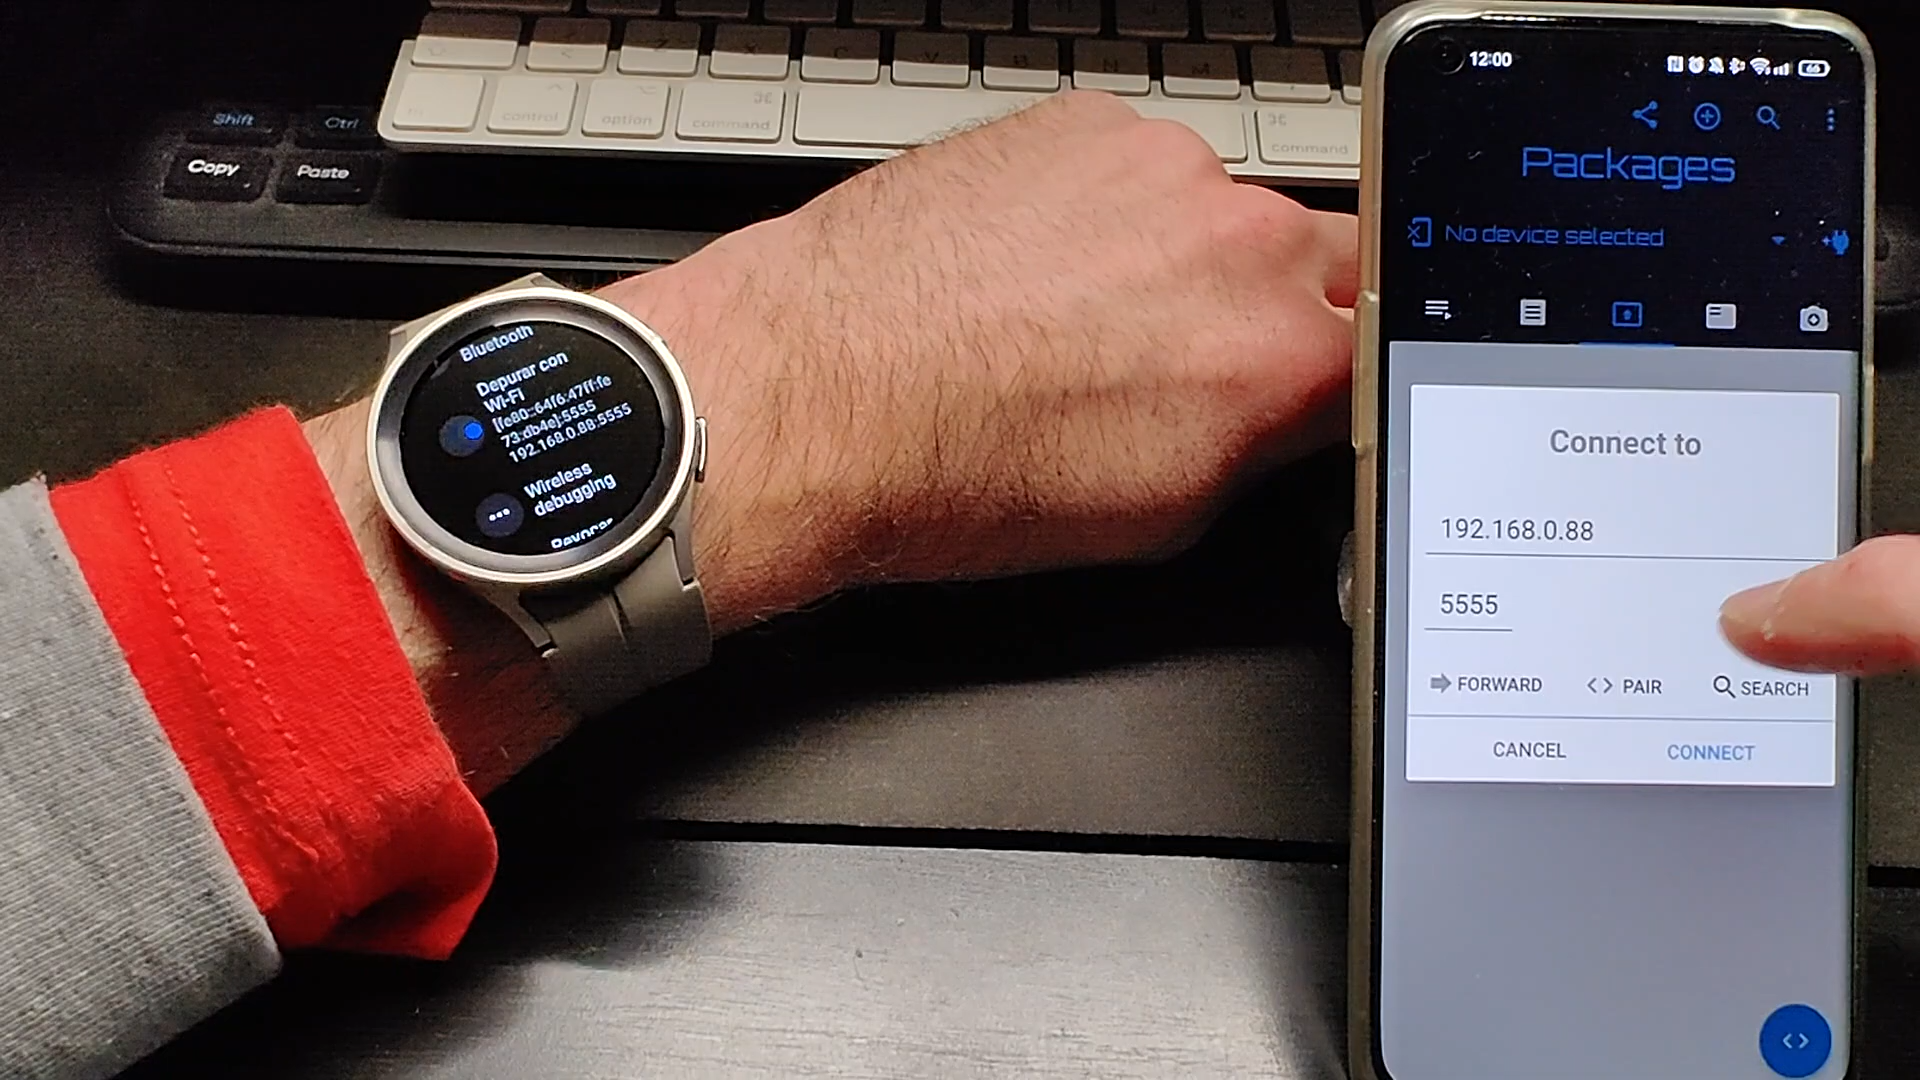 Shift
Ctrl
Copy
Paste
Z
X
C
V
B
N
M
control
option
⌘
command
⌘
command
Bluetooth
Depurar con
Wi-Fi
[fe80::64f6:47ff:fe
73:db4e]:5555
192.168.0.88:5555
Wireless
debugging
12:00
66
Packages
No device selected
Connect to
192.168.0.88
5555
FORWARD
<> PAIR
SEARCH
CANCEL
CONNECT
<>